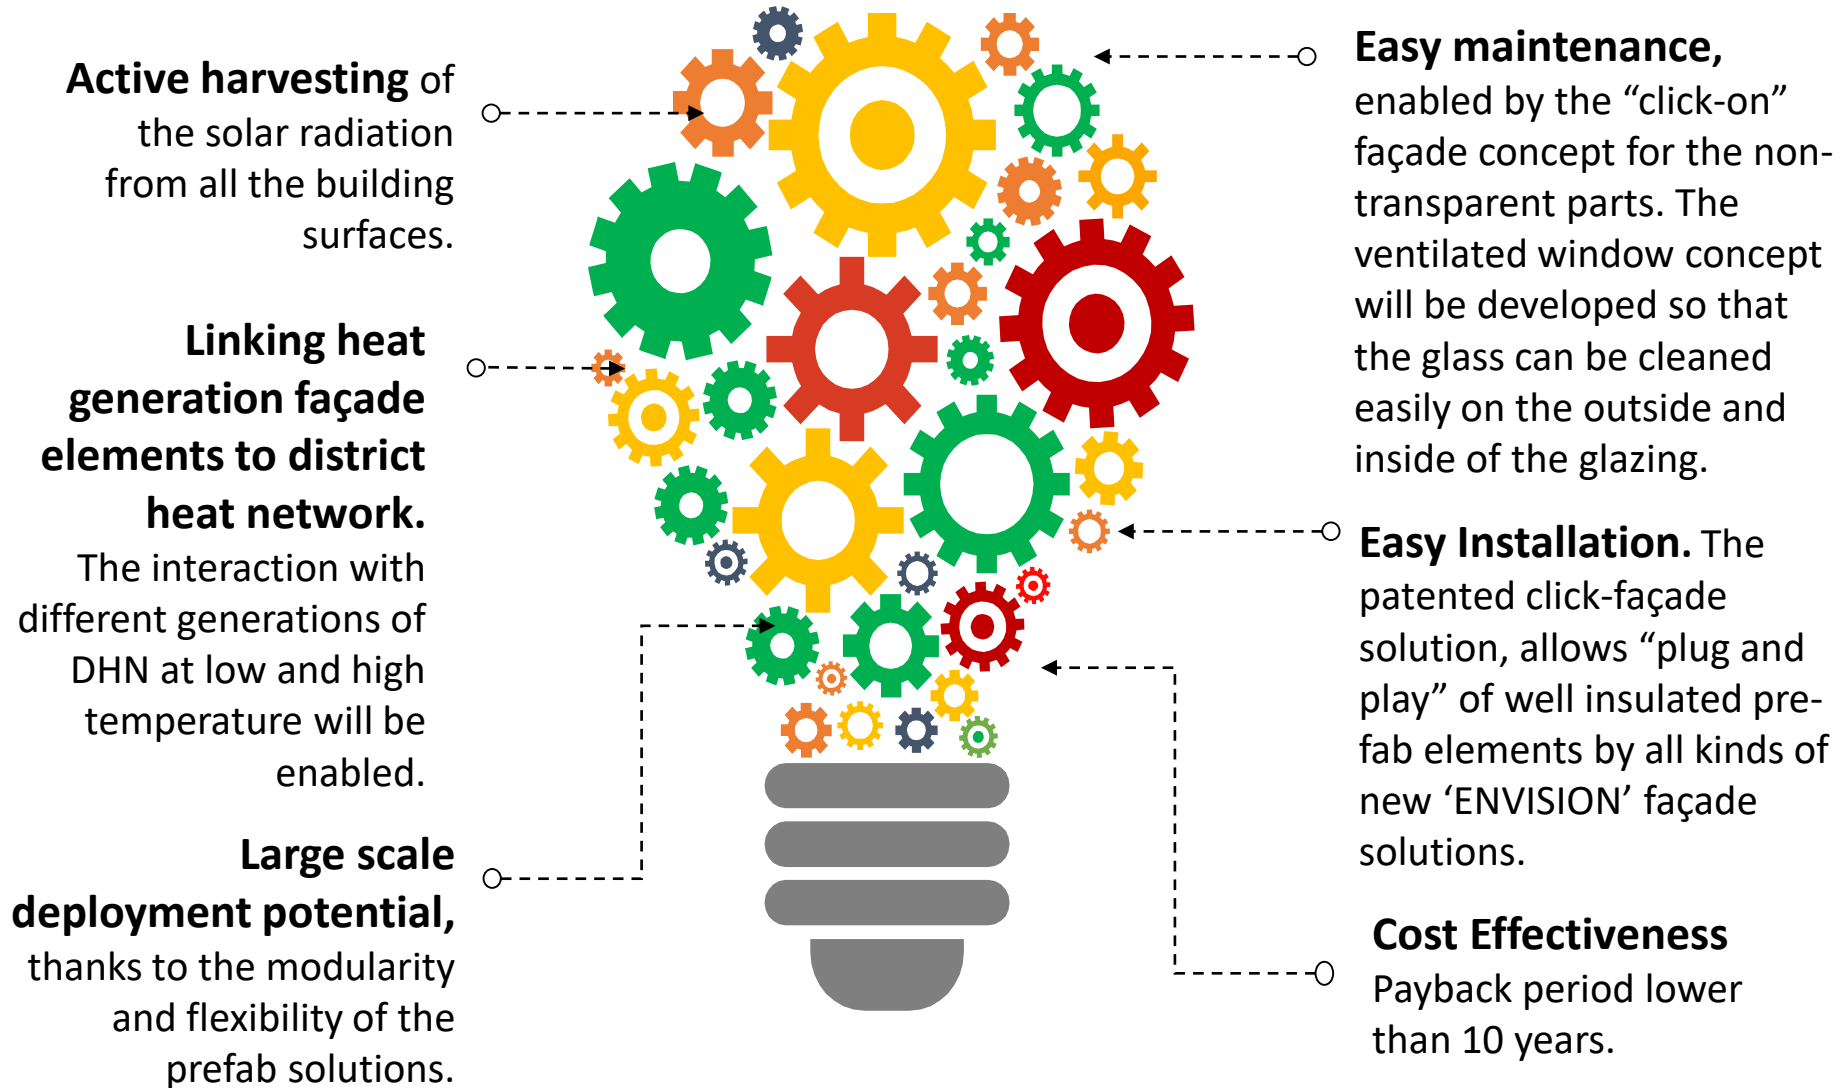 Active harvesting of
the solar radiation
from all the building
surfaces.
Linking heat
generation façade
elements to district
heat network.
The interaction with
different generations of
DHN at low and high
temperature will be
enabled.
Large scale
deployment potential,
thanks to the modularity
and flexibility of the
prefab solutions.
Easy maintenance,
enabled by the “click-on”
façade concept for the non-
transparent parts. The
ventilated window concept
will be developed so that
the glass can be cleaned
easily on the outside and
inside of the glazing.
Easy Installation. The
patented click-façade
solution, allows “plug and
play” of well insulated pre-
fab elements by all kinds of
new ‘ENVISION’ façade
solutions.
Cost Effectiveness
Payback period lower
than 10 years.